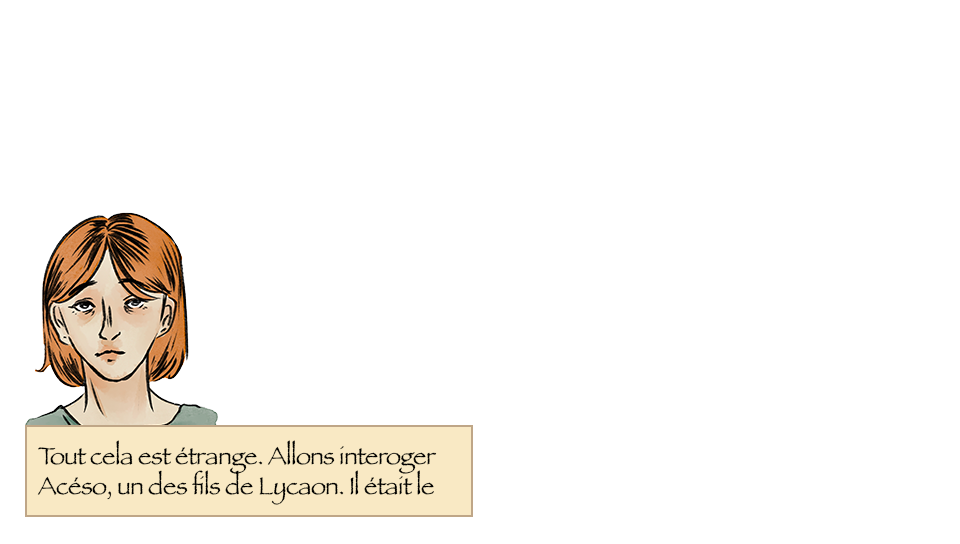 Tout cela est étrange. Allons interoger
Acéso, un des fils de Lycaon. Il était le